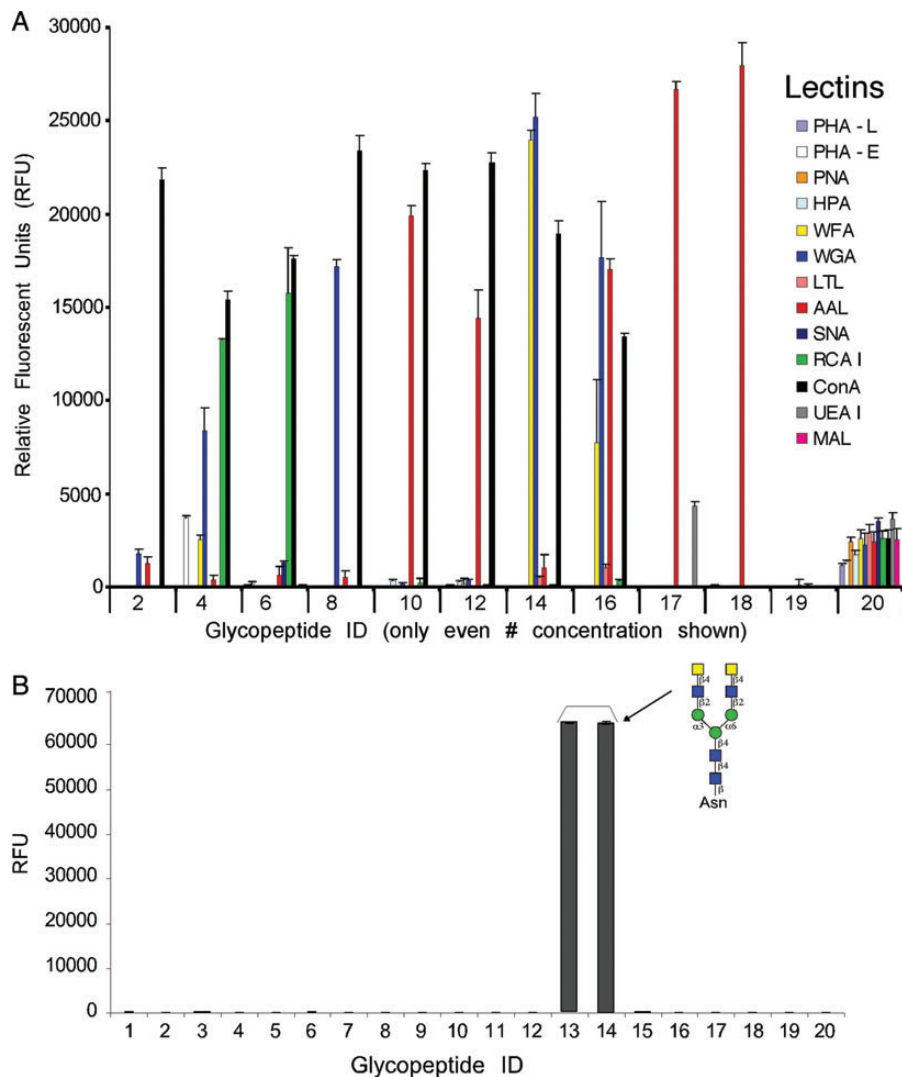 A
30000
25000
20000
15000
10000
5000
0
Relative Fluorescent Units (RFU)
2 4 6 8 10 12 14 16 17 18 19 20
Glycopeptide ID (only even # concentration shown)
Lectins
PHA - L
PHA - E
PNA
HPA
WFA
WGA
LTL
AAL
SNA
RCA I
ConA
UEA I
MAL
B
70000
60000
50000
40000
30000
20000
10000
0
RFU
1 2 3 4 5 6 7 8 9 10 11 12 13 14 15 16 17 18 19 20
Glycopeptide ID
β4 β4
β2 β2
α3 α6
β4
β4
β
Asn